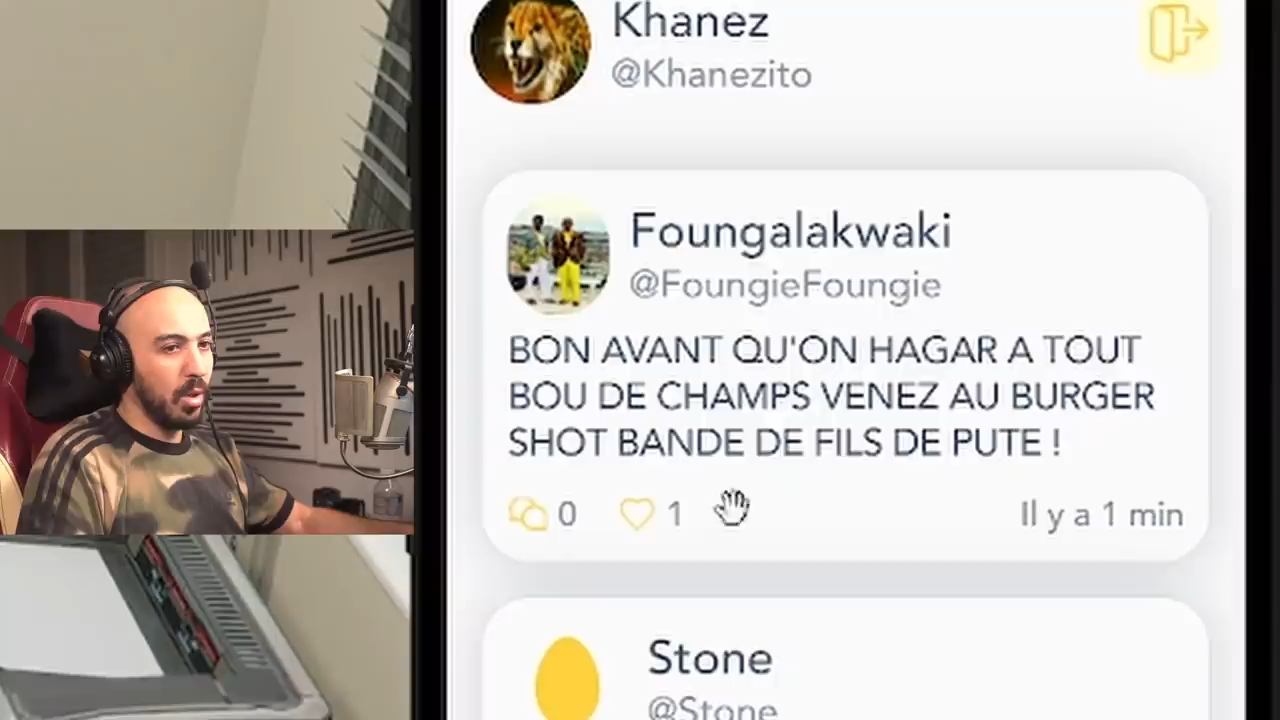 Khanez
@Khanezito
Foungalakwaki
@FoungieFoungie
BON AVANT QU'ON HAGAR A TOUT
BOU DE CHAMPS VENEZ AU BURGER
SHOT BANDE DE FILS DE PUTE !
0 1 Il y a 1 min
Stone
@Stone